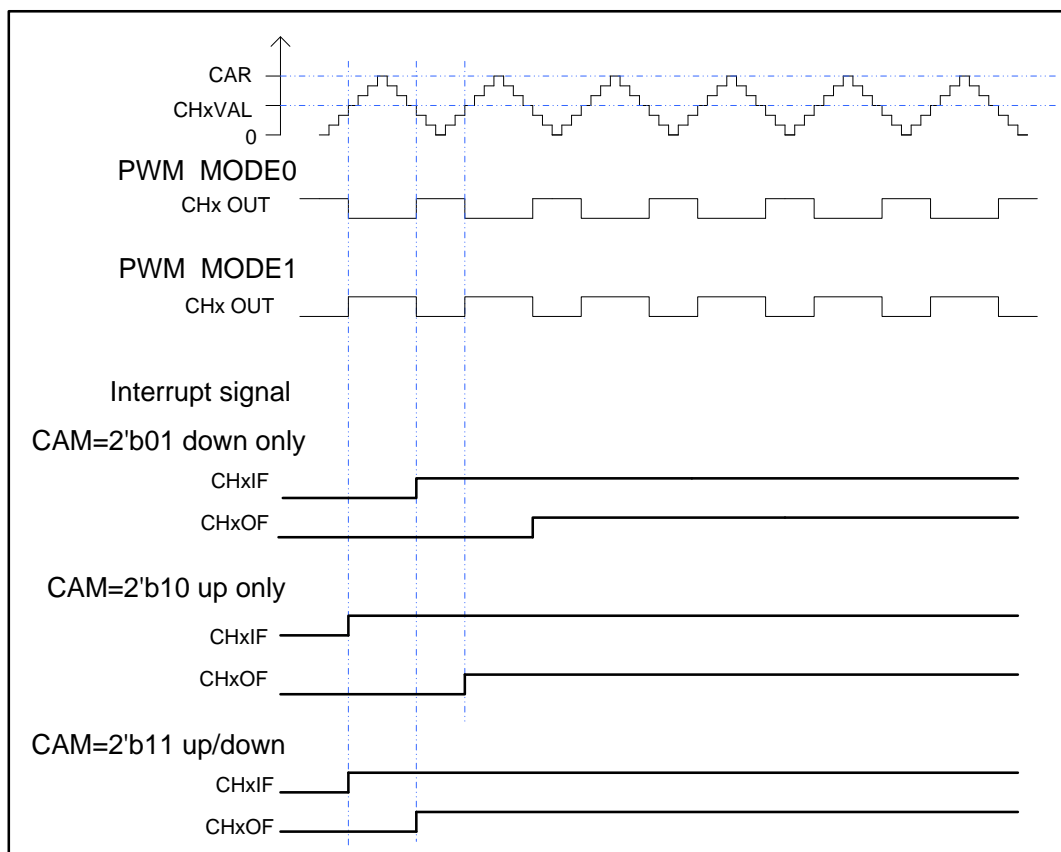 CAR
CHxVAL
0
PWM MODE0
CHx OUT
PWM MODE1
CHx OUT
Interrupt signal
CAM=2'b01 down only
CHxIF
CHxOF
CAM=2'b10 up only
CHxIF
CHxOF
CAM=2'b11 up/down
CHxIF
CHxOF